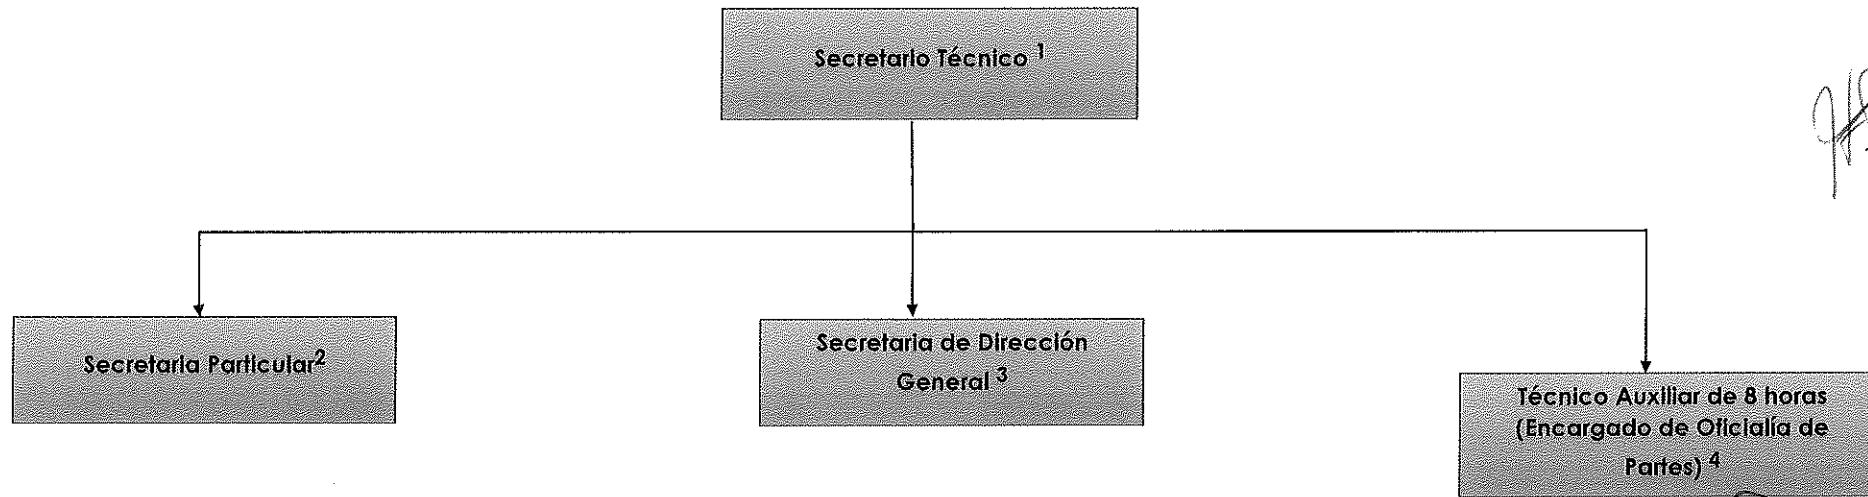 Secretario Técnico 1
Secretaria Particular2
Secretaria de Dirección
General 3
Técnico Auxiliar de 8 horas
(Encargado de Oficialía de
Partes) 4